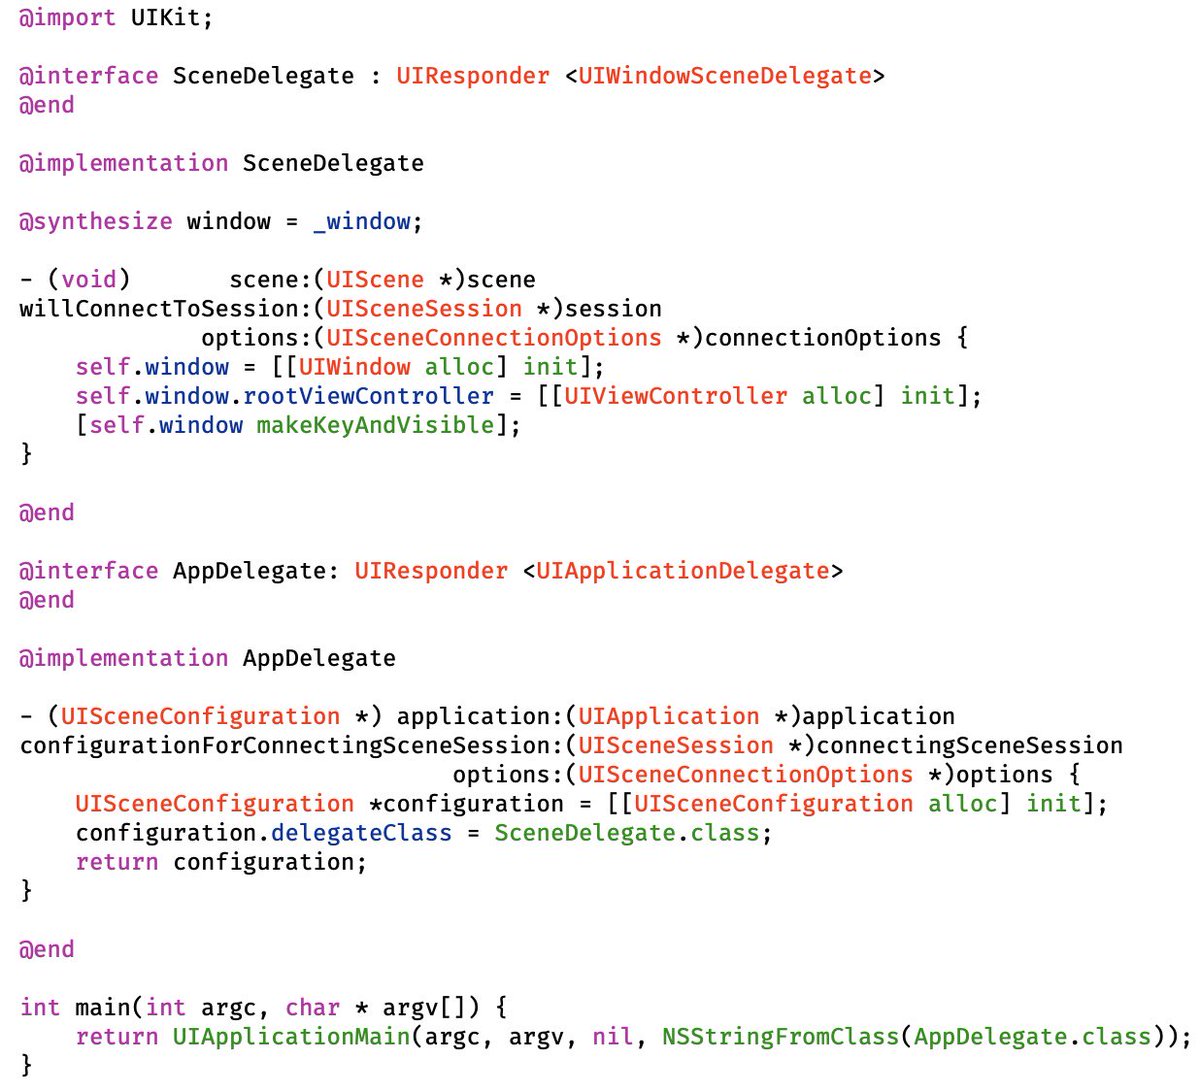 @import UIKit;

@interface SceneDelegate : UIResponder <UIWindowSceneDelegate>
@end

@implementation SceneDelegate

@synthesize window = _window;

- (void)       scene:(UIScene *)scene
willConnectToSession:(UISceneSession *)session
             options:(UISceneConnectionOptions *)connectionOptions {
    self.window = [[UIWindow alloc] init];
    self.window.rootViewController = [[UIViewController alloc] init];
    [self.window makeKeyAndVisible];
}

@end

@interface AppDelegate: UIResponder <UIApplicationDelegate>
@end

@implementation AppDelegate

- (UISceneConfiguration *) application:(UIApplication *)application
configurationForConnectingSceneSession:(UISceneSession *)connectingSceneSession
                               options:(UISceneConnectionOptions *)options {
    UISceneConfiguration *configuration = [[UISceneConfiguration alloc] init];
    configuration.delegateClass = SceneDelegate.class;
    return configuration;
}

@end

int main(int argc, char * argv[]) {
    return UIApplicationMain(argc, argv, nil, NSStringFromClass(AppDelegate.class));
}